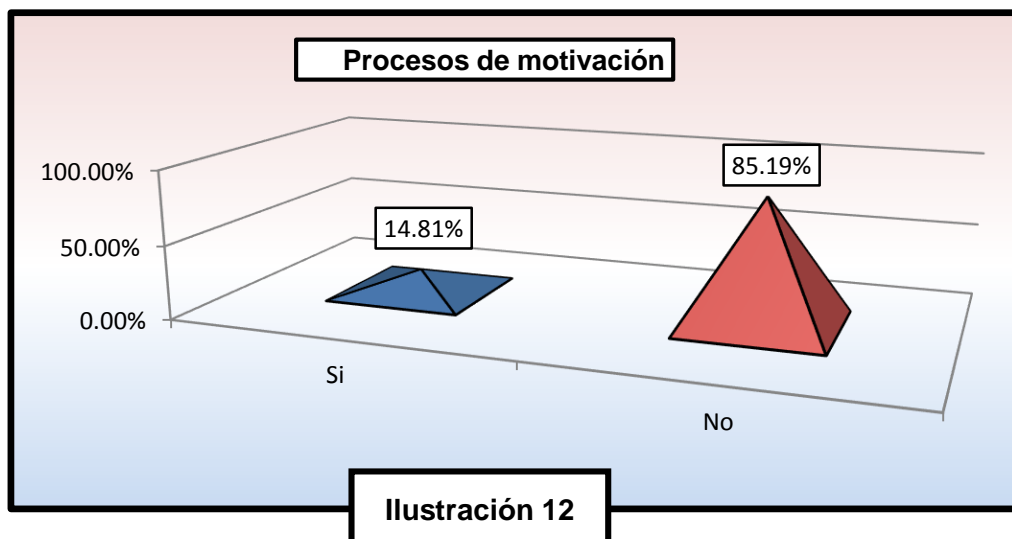 Procesos de motivación
100.00%
50.00%
0.00%
14.81%
85.19%
Si
No
Ilustración 12